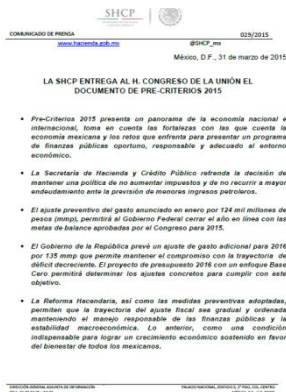 SHCP
COMUNICADO DE PRENSA
029/2015
www.hacienda.gob.mx
@SHCP_mx
México, D.F., 31 de marzo de 2015
LA SHCP ENTREGA AL H. CONGRESO DE LA UNIÓN EL
DOCUMENTO DE PRE-CRITERIOS 2015
• Pre-Criterios 2015 presenta un panorama de la economía nacional e
internacional, toma en cuenta las fortalezas con las que cuenta la
economía mexicana y los retos que enfrenta para presentar un programa
de finanzas públicas oportuno, responsable y adecuado al entorno
económico.
• La Secretaría de Hacienda y Crédito Público refrenda la decisión de
mantener una política de no aumentar impuestos y de no recurrir a mayor
endeudamiento ante la previsión de menores ingresos petroleros.
• El ajuste preventivo del gasto anunciado en enero por 124 mil millones de
pesos (mmp), permitirá al Gobierno Federal cerrar el año en línea con las
metas de balance aprobadas por el Congreso para 2015.
• El Gobierno de la República prevé un ajuste de gasto adicional para 2016
por 135 mmp que permite mantener el compromiso con la trayectoria de
déficit decreciente. El proyecto de presupuesto 2016 con un enfoque Base
Cero permitirá determinar los ajustes concretos para cumplir con este
objetivo.
• La Reforma Hacendaria, así como las medidas preventivas adoptadas,
permiten que la trayectoria del ajuste fiscal sea gradual y ordenada
manteniendo el manejo responsable de las finanzas públicas y la
estabilidad macroeconómica. Lo anterior, como una condición
indispensable para lograr un crecimiento económico sostenido en favor
del bienestar de todos los mexicanos.